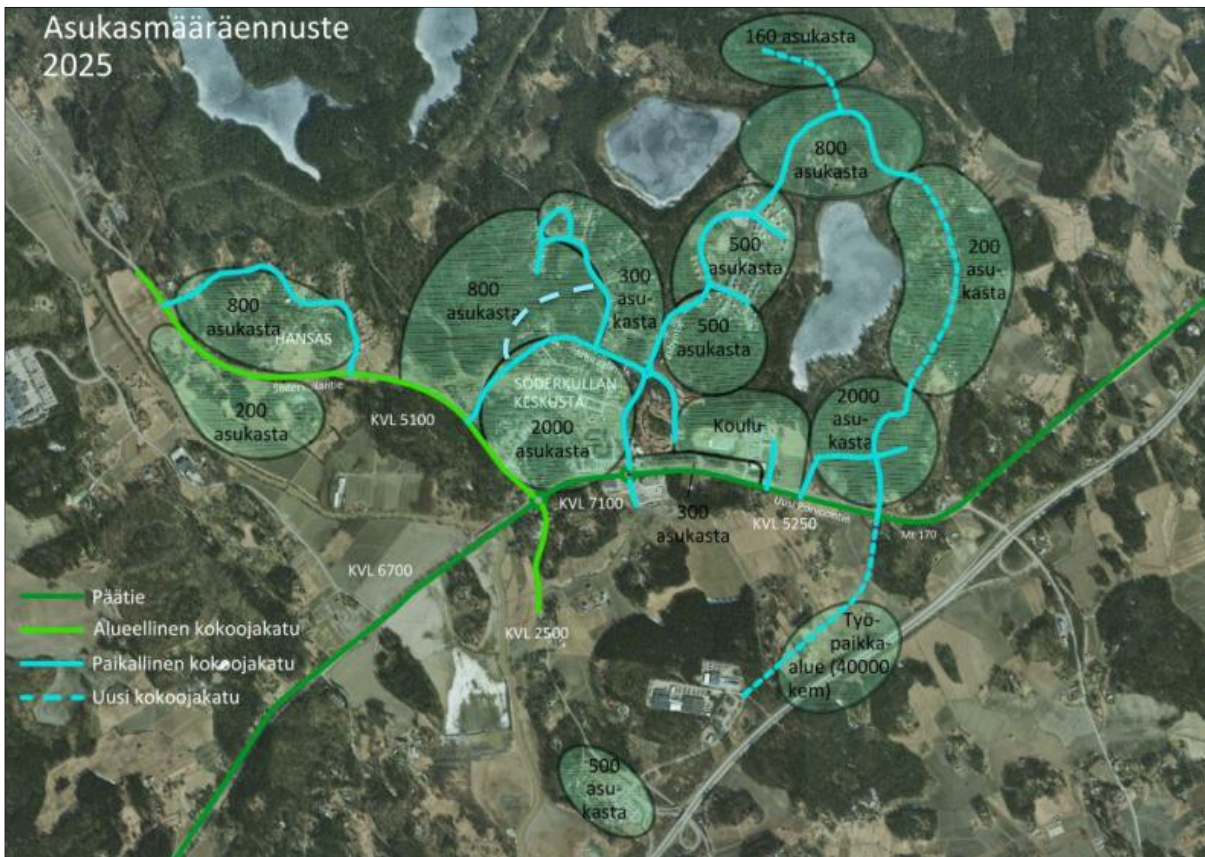 Asukasmääräennuste
2025
160 asukasta
800
asukasta
500
asukasta
200
asu-
kasta
300
asu-
kasta
800
asukasta
500
asukasta
800
asukasta
HANSAS
200
asukasta
KVL 5100
SÖDERKULLAN
KESKUSTA
2000
asukasta
Koulu-
2000
asu-
kasta
KVL 7100
300
asukasta
Uusi Porvoontie
KVL 5250
Mt 170
KVL 6700
KVL 2500
Päätie
Alueellinen kokoojakatu
Paikallinen kokoojakatu
Uusi kokoojakatu
Työ-
paikka-
alue (40000
kem)
500
asu-
kasta